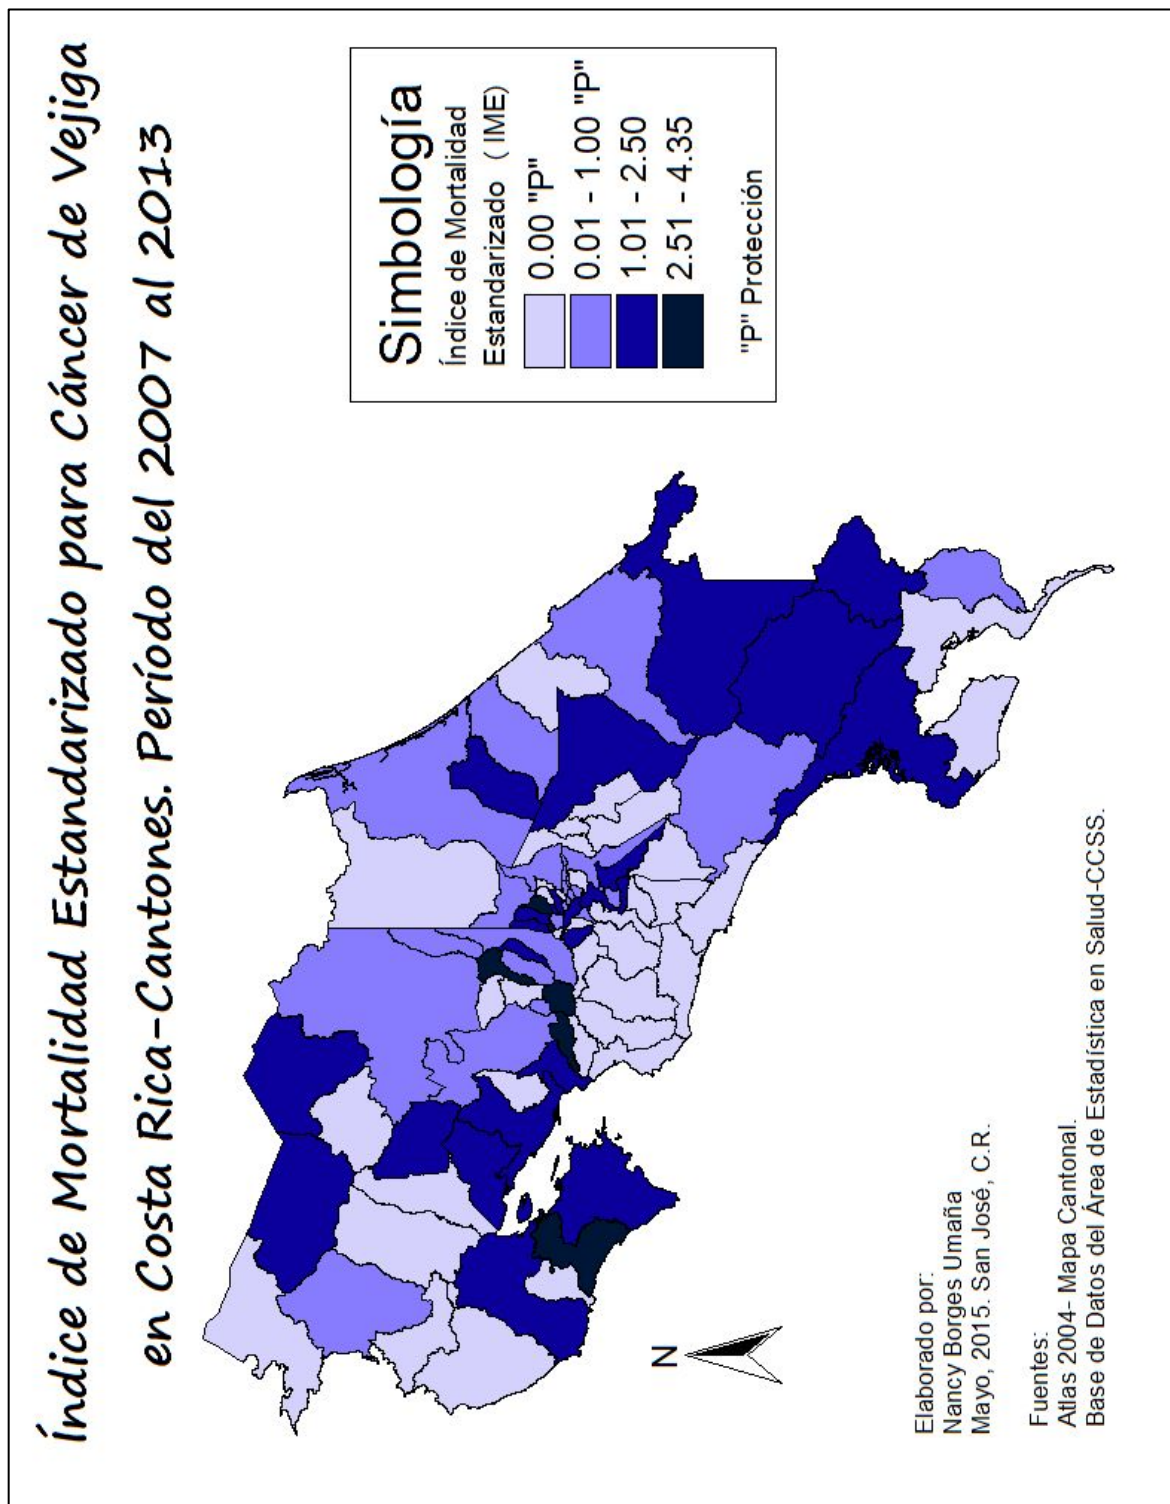 Índice de Mortalidad Estandarizado para Cáncer de Vejiga
en Costa Rica-Cantones. Período del 2007 al 2013
Simbología
Índice de Mortalidad
Estandarizado (IME)
0.00 "P"
0.01 - 1.00 "P"
1.01 - 2.50
2.51 - 4.35
"P" Protección
N
Elaborado por:
Nancy Borges Umaña
Mayo, 2015. San José, C.R.
Fuentes:
Atlas 2004- Mapa Cantonal.
Base de Datos del Área de Estadística en Salud-CCSS.